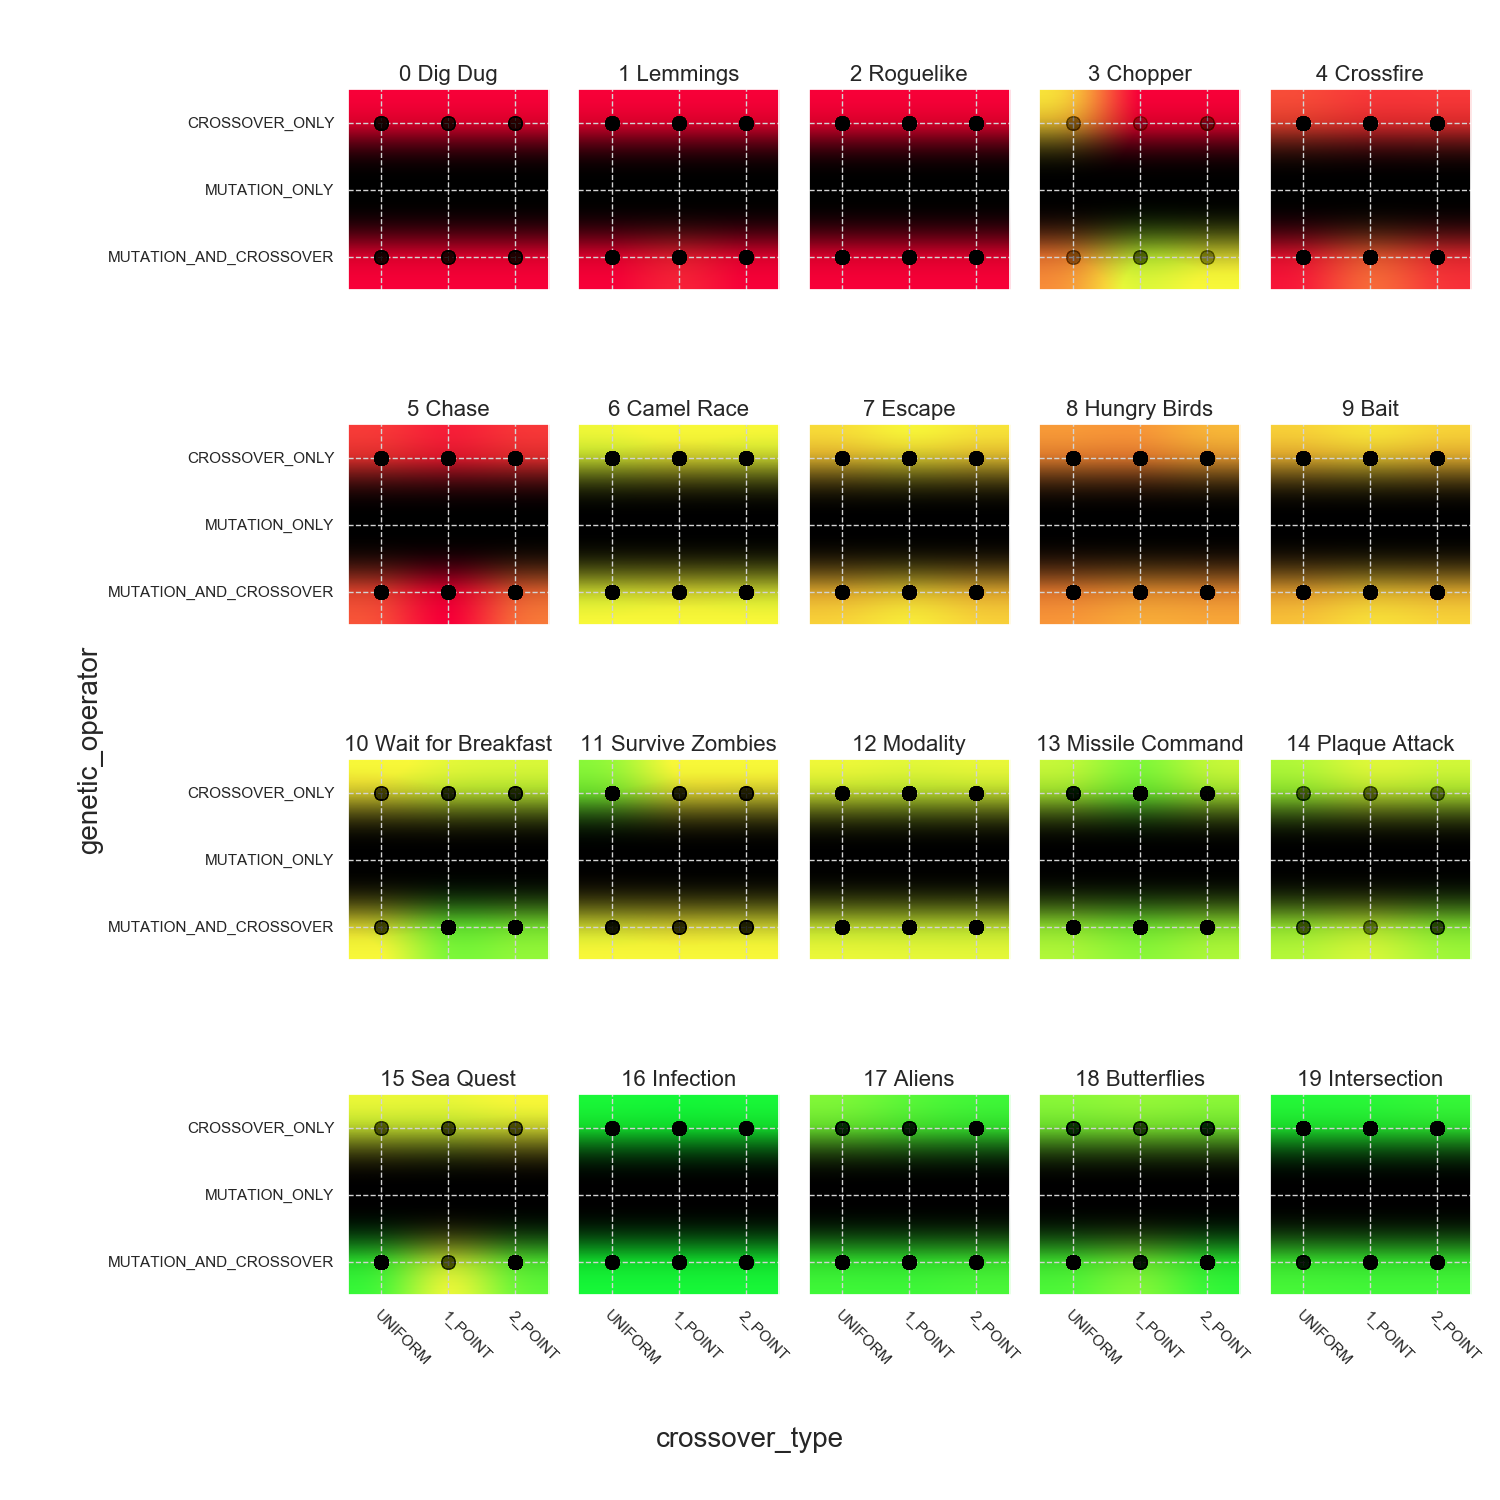 0 Dig Dug
1 Lemmings
2 Roguelike
3 Chopper
4 Crossfire
CROSSOVER_ONLY
MUTATION_ONLY
MUTATION_AND_CROSSOVER
5 Chase
6 Camel Race
7 Escape
8 Hungry Birds
9 Bait
CROSSOVER_ONLY
MUTATION_ONLY
MUTATION_AND_CROSSOVER
genetic_operator
10 Wait for Breakfast
11 Survive Zombies
12 Modality
13 Missile Command
14 Plaque Attack
CROSSOVER_ONLY
MUTATION_ONLY
MUTATION_AND_CROSSOVER
15 Sea Quest
16 Infection
17 Aliens
18 Butterflies
19 Intersection
CROSSOVER_ONLY
MUTATION_ONLY
MUTATION_AND_CROSSOVER
UNIFORM
1_POINT
2_POINT
UNIFORM
1_POINT
2_POINT
UNIFORM
1_POINT
2_POINT
UNIFORM
1_POINT
2_POINT
UNIFORM
1_POINT
2_POINT
crossover_type